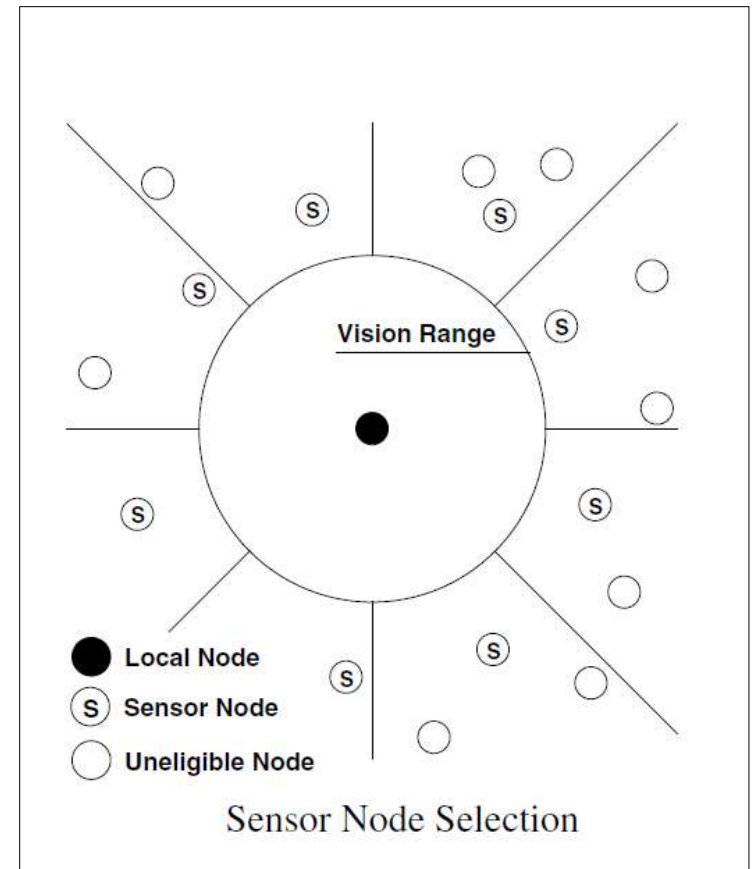 S
S
S
S
Vision Range
S
S
S
S
Local Node
S Sensor Node
Uneligible Node
Sensor Node Selection